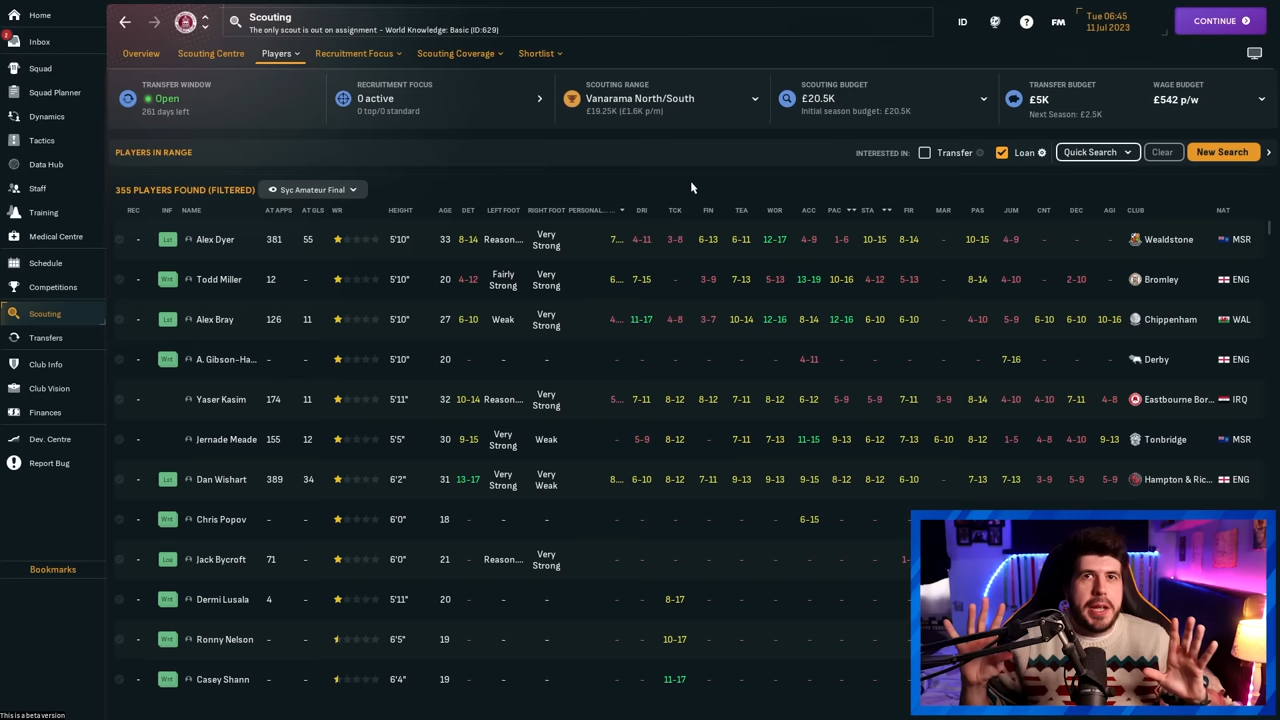 Home
2
Inbox
Squad
Squad Planner
Dynamics
Tactics
Data Hub
Staff
Training
Medical Centre
Schedule
Competitions
Scouting
Transfers
Club Info
Club Vision
Finances
Dev. Centre
Report Bug
Bookmarks
This is a beta version
Scouting
The only scout is out on assignment - World Knowledge: Basic (ID:629)
ID
FM
Tue 06:45
11 Jul 2023
CONTINUE
Overview Scouting Centre Players Recruitment Focus Scouting Coverage Shortlist
TRANSFER WINDOW
Open
261 days left
RECRUITMENT FOCUS
0 active
0 top/0 standard
SCOUTING RANGE
Vanarama North/South
£19.25K (£1.6K p/m)
SCOUTING BUDGET
£20.5K
Initial season budget: £20.5K
TRANSFER BUDGET
£5K
Next Season: £2.5K
WAGE BUDGET
£542 p/w
PLAYERS IN RANGE
INTERESTED IN: Transfer Loan Quick Search Clear New Search
355 PLAYERS FOUND (FILTERED) Syc Amateur Final
REC INF NAME AT APPS AT GLS WR HEIGHT AGE DET LEFT FOOT RIGHT FOOT PERSONAL... ... DRI TCK FIN TEA WOR ACC PAC STA FIR MAR PAS JUM CNT DEC AGI CLUB NAT
- Lst Alex Dyer 381 55 5'10" 33 8-14 Reason.... Very Strong 7.... 4-11 3-8 6-13 6-11 12-17 4-9 1-6 10-15 8-14 - 10-15 4-9 Wealdstone MSR
- Wnt Todd Miller 12 - 5'10" 20 4-12 Fairly Strong Very Strong 6.... 7-15 - 3-9 7-13 5-13 13-19 10-16 4-12 5-13 - 8-14 4-10 - 2-10 - Bromley ENG
- Lst Alex Bray 126 11 5'10" 27 6-10 Weak Very Strong 4.... 11-17 4-8 3-7 10-14 12-16 8-14 12-16 6-10 6-10 - 4-10 5-9 6-10 6-10 10-16 Chippenham WAL
- Wnt A. Gibson-Ha... - - 5'10" 20 - - - - - - - - 4-11 - - - - - 7-16 - - - Derby ENG
- Yaser Kasim 174 11 5'11" 32 10-14 Reason.... Very Strong 5.... 7-11 8-12 8-12 7-11 8-12 6-12 5-9 5-9 7-11 3-9 8-14 4-10 4-10 7-11 4-8 Eastbourne Bor... IRQ
- Jernade Meade 155 12 5'5" 30 9-15 Very Strong Weak - 5-9 8-12 - 7-11 7-13 11-15 9-13 6-12 7-13 6-10 8-12 1-5 4-8 4-10 9-13 Tonbridge MSR
- Lst Dan Wishart 389 34 6'2" 31 13-17 Very Strong Very Weak 8.... 6-10 8-12 7-11 9-13 9-13 9-15 8-12 8-12 6-10 - 7-13 7-13 3-9 5-9 5-9 Hampton & Ric... ENG
- Wnt Chris Popov - - 6'0" 18 - - - - - - - - - 6-15 - - -
- Loa Jack Bycroft 71 - 6'0" 21 - Reason.... Very Strong - - - - - - - - - 1-
- Wnt Dermi Lusala 4 - 5'11" 20 - - - - - 8-17 - - - - - - -
- Wnt Ronny Nelson - - 6'5" 19 - - - - - 10-17 - - - - - - -
- Wnt Casey Shann - - 6'4" 19 - - - - - 11-17 - - - - - - -